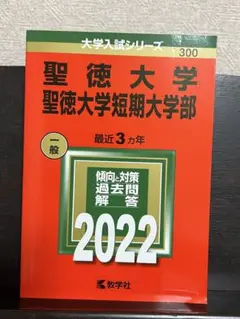 大学入試シリーズ
300
聖徳大学
聖徳大学短期大学部
一般
最近3カ年
傾向と対策
過去問
解答
2022
教学社